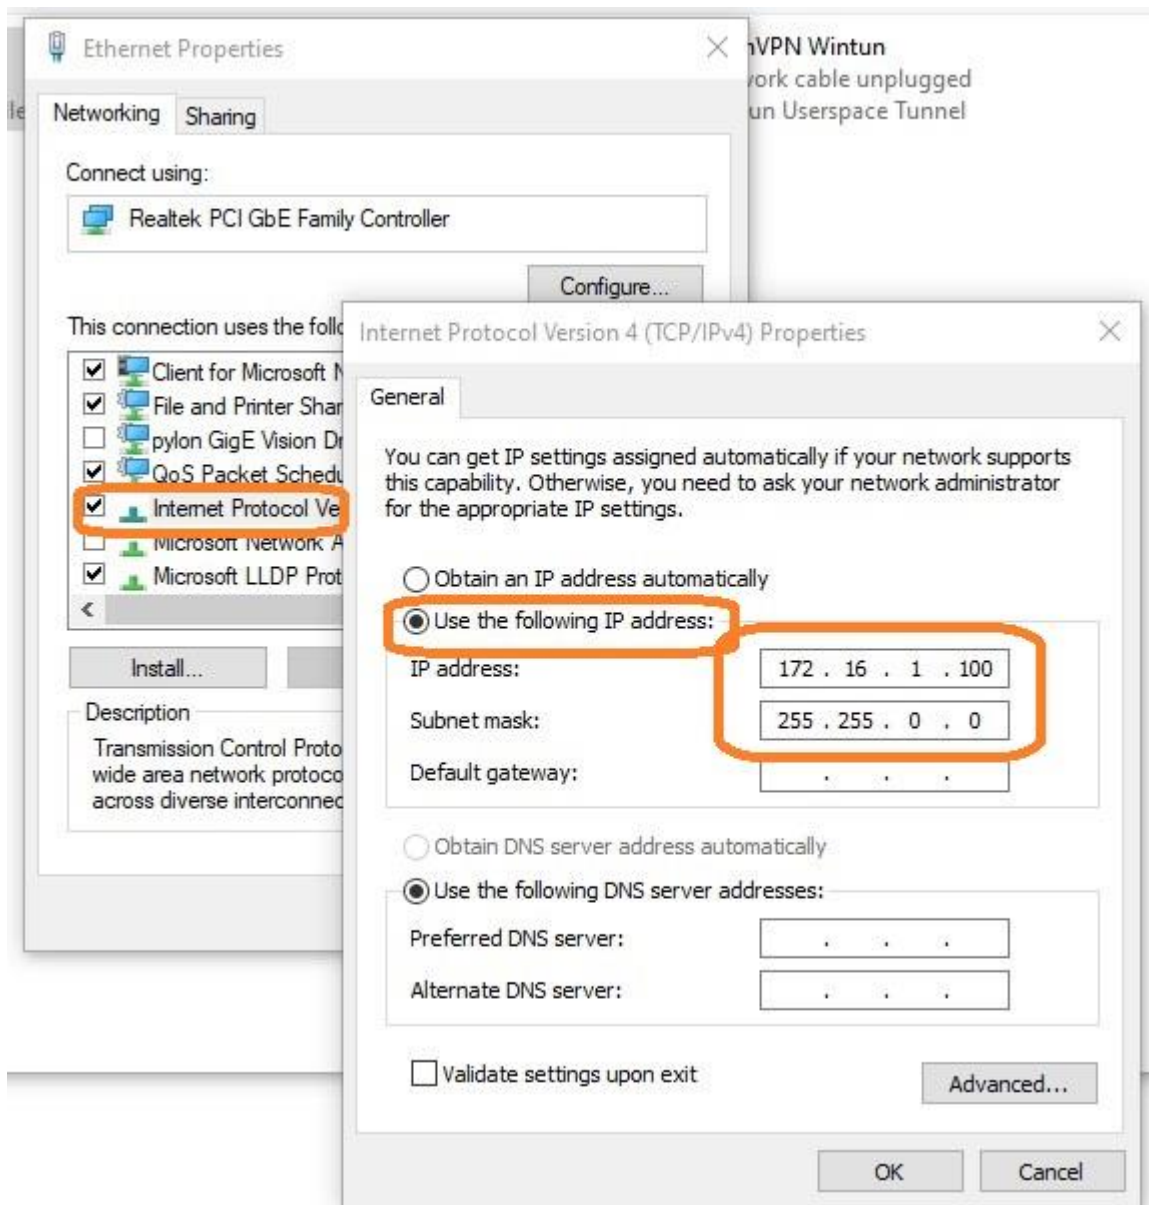 Ethernet Properties
nVPN Wintun
work cable unplugged
un Userspace Tunnel
Networking
Sharing
Connect using:
Realtek PCI GbE Family Controller
Configure...
This connection uses the follo
Client for Microsoft N
File and Printer Shar
pylon GigE Vision Dr
QoS Packet Schedu
Internet Protocol Ve
Microsoft Network A
Microsoft LLDP Prot
Install...
Description
Transmission Control Proto
wide area network protoco
across diverse interconnec
Internet Protocol Version 4 (TCP/IPv4) Properties
General
You can get IP settings assigned automatically if your network supports
this capability. Otherwise, you need to ask your network administrator
for the appropriate IP settings.
Obtain an IP address automatically
Use the following IP address:
IP address: 172 . 16 . 1 . 100
Subnet mask: 255 . 255 . 0 . 0
Default gateway: . . .
Obtain DNS server address automatically
Use the following DNS server addresses:
Preferred DNS server: . . .
Alternate DNS server: . . .
Validate settings upon exit
Advanced...
OK
Cancel